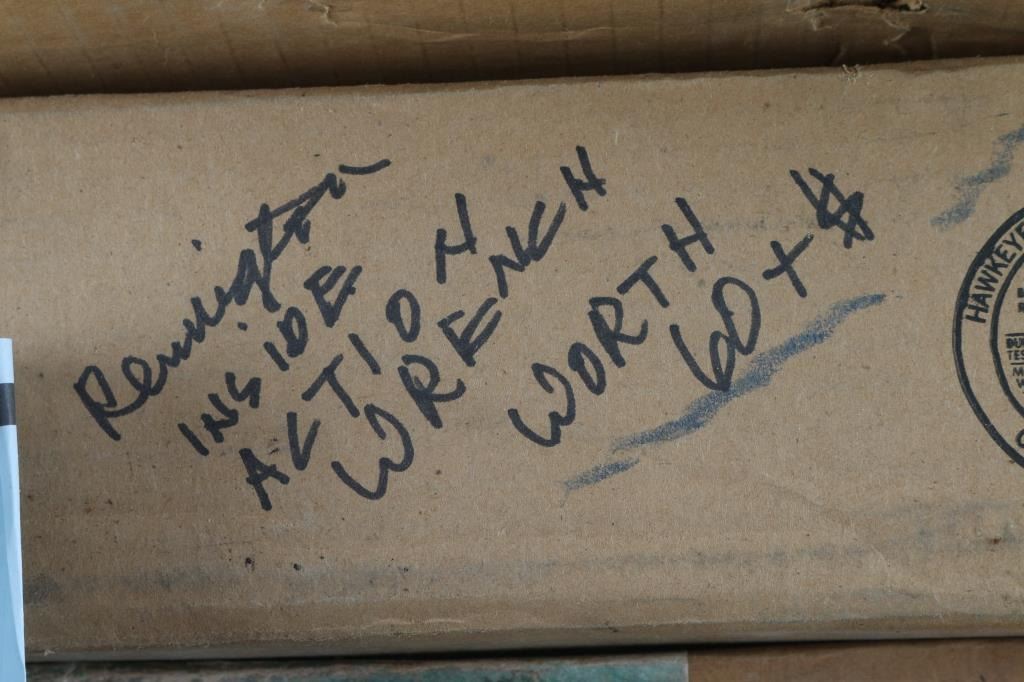 Remington
INSIDE
ACTION
WRENCH
WORTH
60+$
HAWKEYE